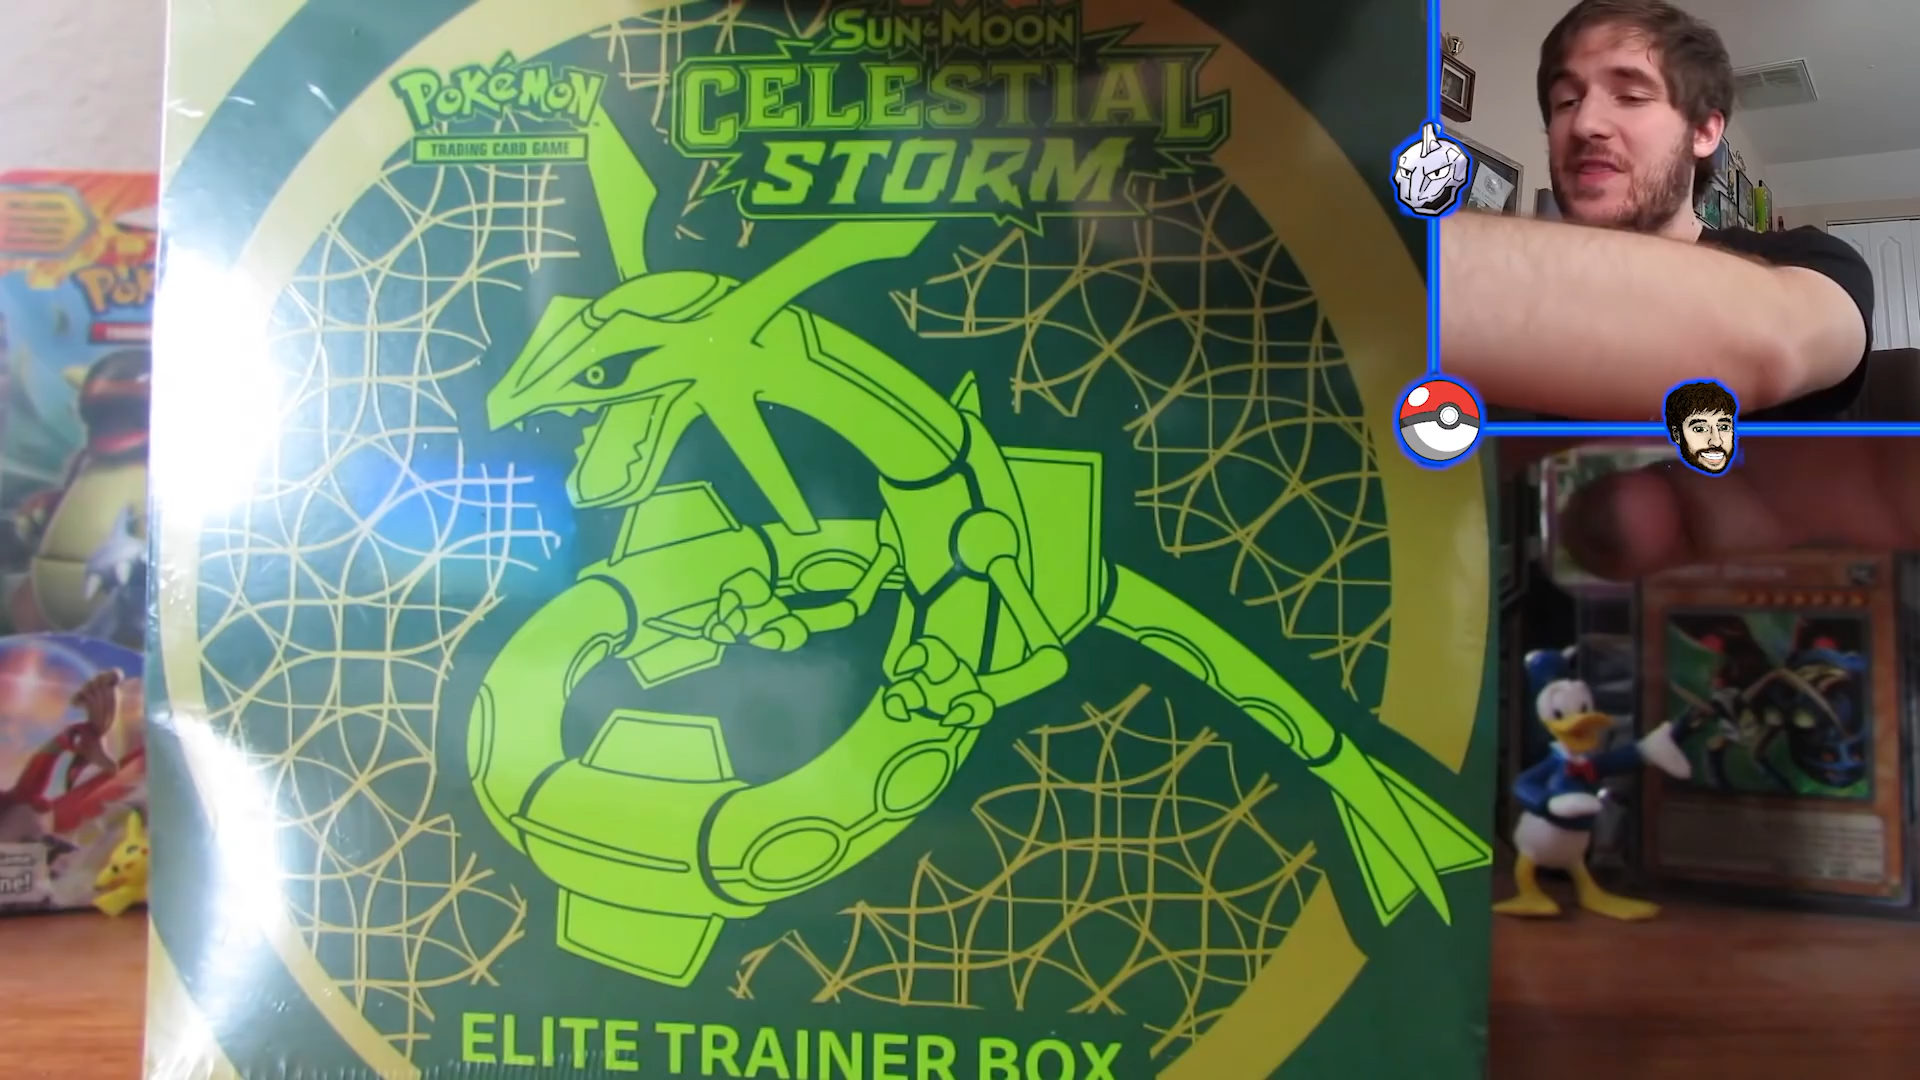 SUN & MOON
POKéMON
CELESTIAL
TRADING CARD GAME
STORM
ELITE TRAINER BOX